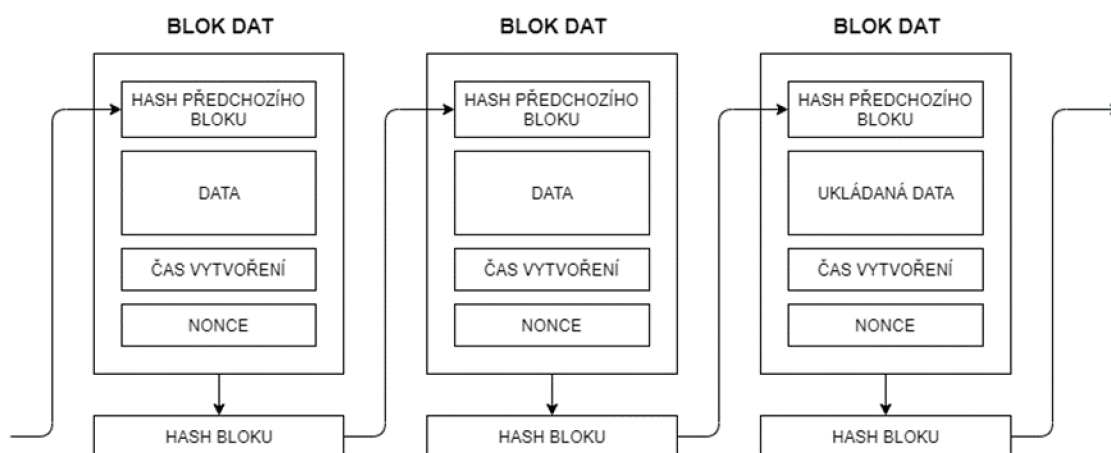 BLOK DAT
HASH PŘEDCHOZÍHO
BLOKU
DATA
ČAS VYTVOŘENÍ
NONCE
HASH BLOKU
BLOK DAT
HASH PŘEDCHOZÍHO
BLOKU
DATA
ČAS VYTVOŘENÍ
NONCE
HASH BLOKU
BLOK DAT
HASH PŘEDCHOZÍHO
BLOKU
UKLÁDANÁ DATA
ČAS VYTVOŘENÍ
NONCE
HASH BLOKU